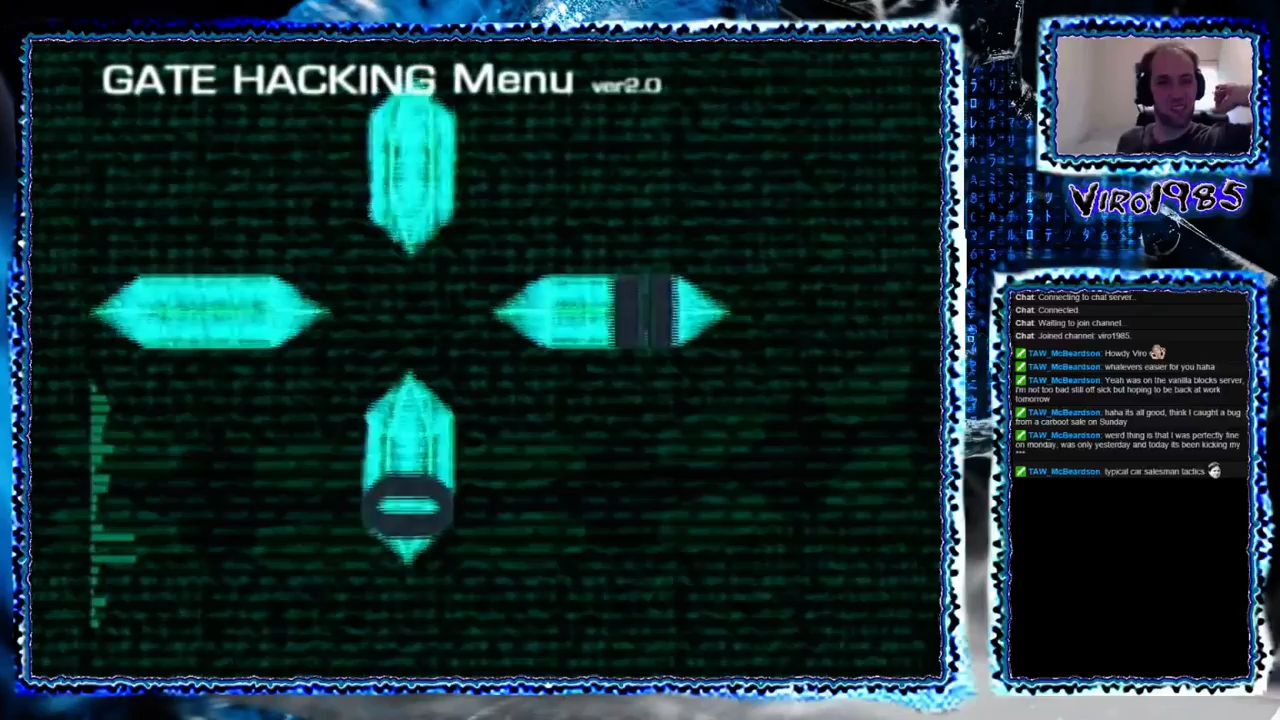 GATE HACKING Menu ver2.0
Viro1985
Chat: Connecting to chat server..
Chat: Connected.
Chat: Waiting to join channel...
Chat: Joined channel: viro1985.
TAW_McBeardson: Howdy Viro
TAW_McBeardson: whatevers easier for you haha
TAW_McBeardson: Yeah was on the vanilla blocks server,
i'm not too bad still off sick but hoping to be back at work
tomorrow
TAW_McBeardson: haha its all good, think I caught a bug
from a carboot sale on Sunday
TAW_McBeardson: weird thing is that I was perfectly fine
on monday, was only yesterday and today its been kicking my
***
TAW_McBeardson: typical car salesman tactics